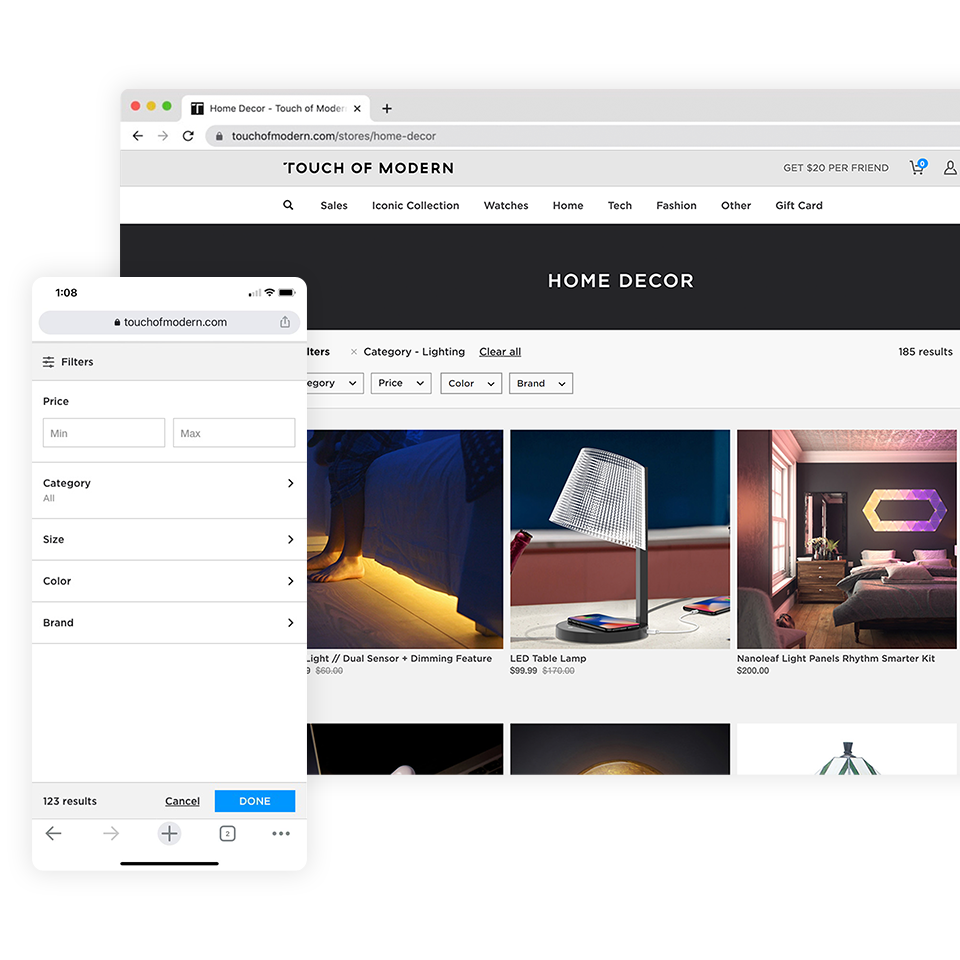 Home Decor - Touch of Modern
touchofmodern.com/stores/home-decor
TOUCH OF MODERN
GET $20 PER FRIEND
0
Sales Iconic Collection Watches Home Tech Fashion Other Gift Card
HOME DECOR
lters × Category - Lighting Clear all
185 results
egory Price Color Brand
Light // Dual Sensor + Dimming Feature
9 $60.00
LED Table Lamp
$99.99 $170.00
Nanoleaf Light Panels Rhythm Smarter Kit
$200.00
1:08
touchofmodern.com
Filters
Price
Min Max
Category
All
Size
Color
Brand
123 results Cancel DONE
2